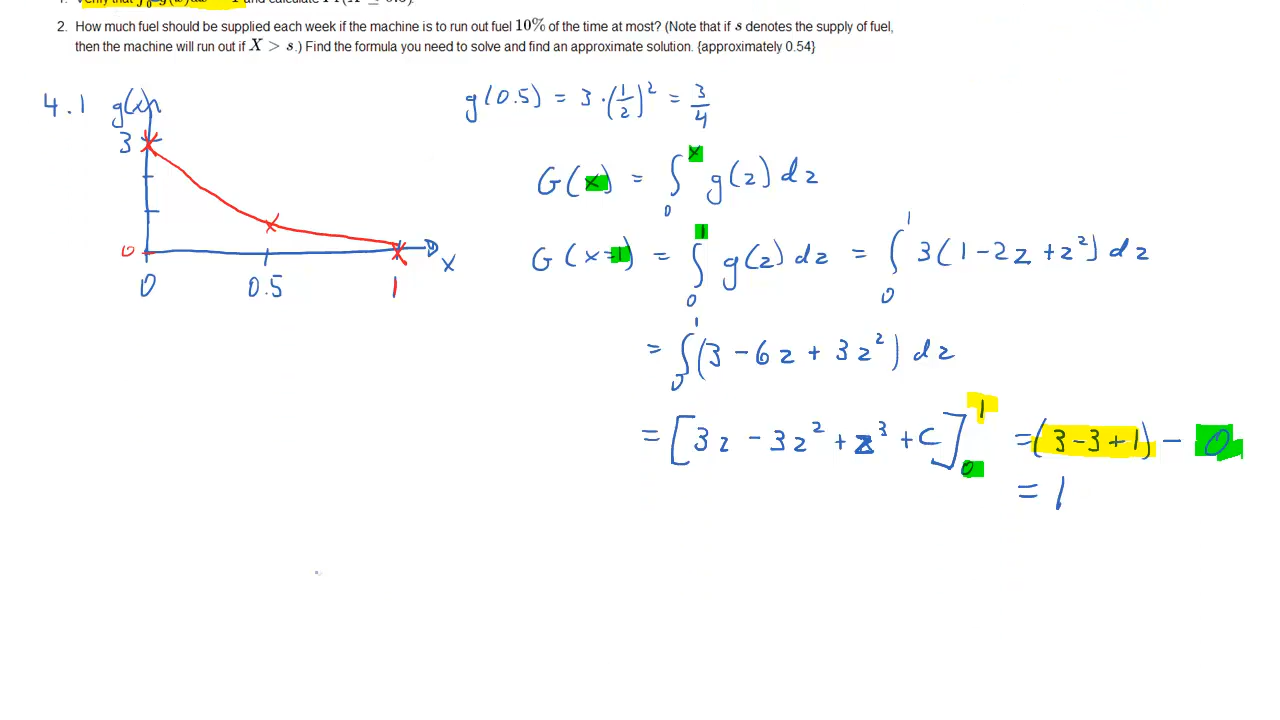 and calculate
2. How much fuel should be supplied each week if the machine is to run out fuel 10% of the time at most? (Note that if s denotes the supply of fuel,
then the machine will run out if X > s.) Find the formula you need to solve and find an approximate solution. {approximately 0.54}
4.1 g(x)
g(0.5) = 3·(1/2)² = 3/4
3
G(x) = ∫₀ˣ g(z) dz
0
x
G(x=1) = ∫₀¹ g(z) dz = ∫₀¹ 3(1-2z+z²) dz
0 0.5 1
= ∫₀¹ (3 - 6z + 3z²) dz
= [3z - 3z² + z³ + C]₀¹ = (3-3+1) - 0
= 1